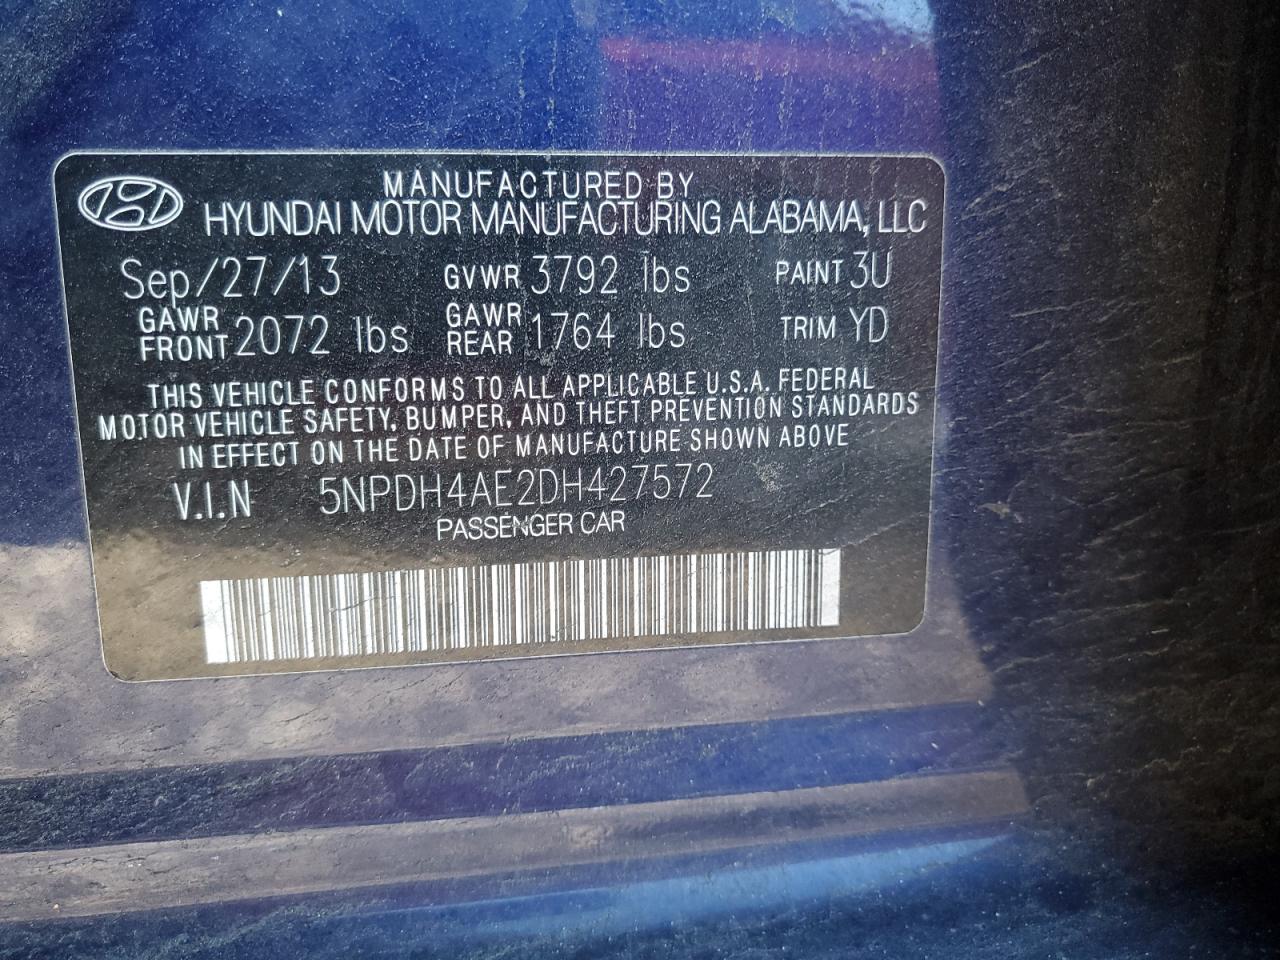 MANUFACTURED BY
HYUNDAI MOTOR MANUFACTURING ALABAMA, LLC
Sep/27/13 GVWR 3792 lbs PAINT 3U
GAWR FRONT 2072 lbs GAWR REAR 1764 lbs TRIM YD
THIS VEHICLE CONFORMS TO ALL APPLICABLE U.S.A. FEDERAL
MOTOR VEHICLE SAFETY, BUMPER, AND THEFT PREVENTION STANDARDS
IN EFFECT ON THE DATE OF MANUFACTURE SHOWN ABOVE
V.I.N 5NPDH4AE2DH427572
PASSENGER CAR